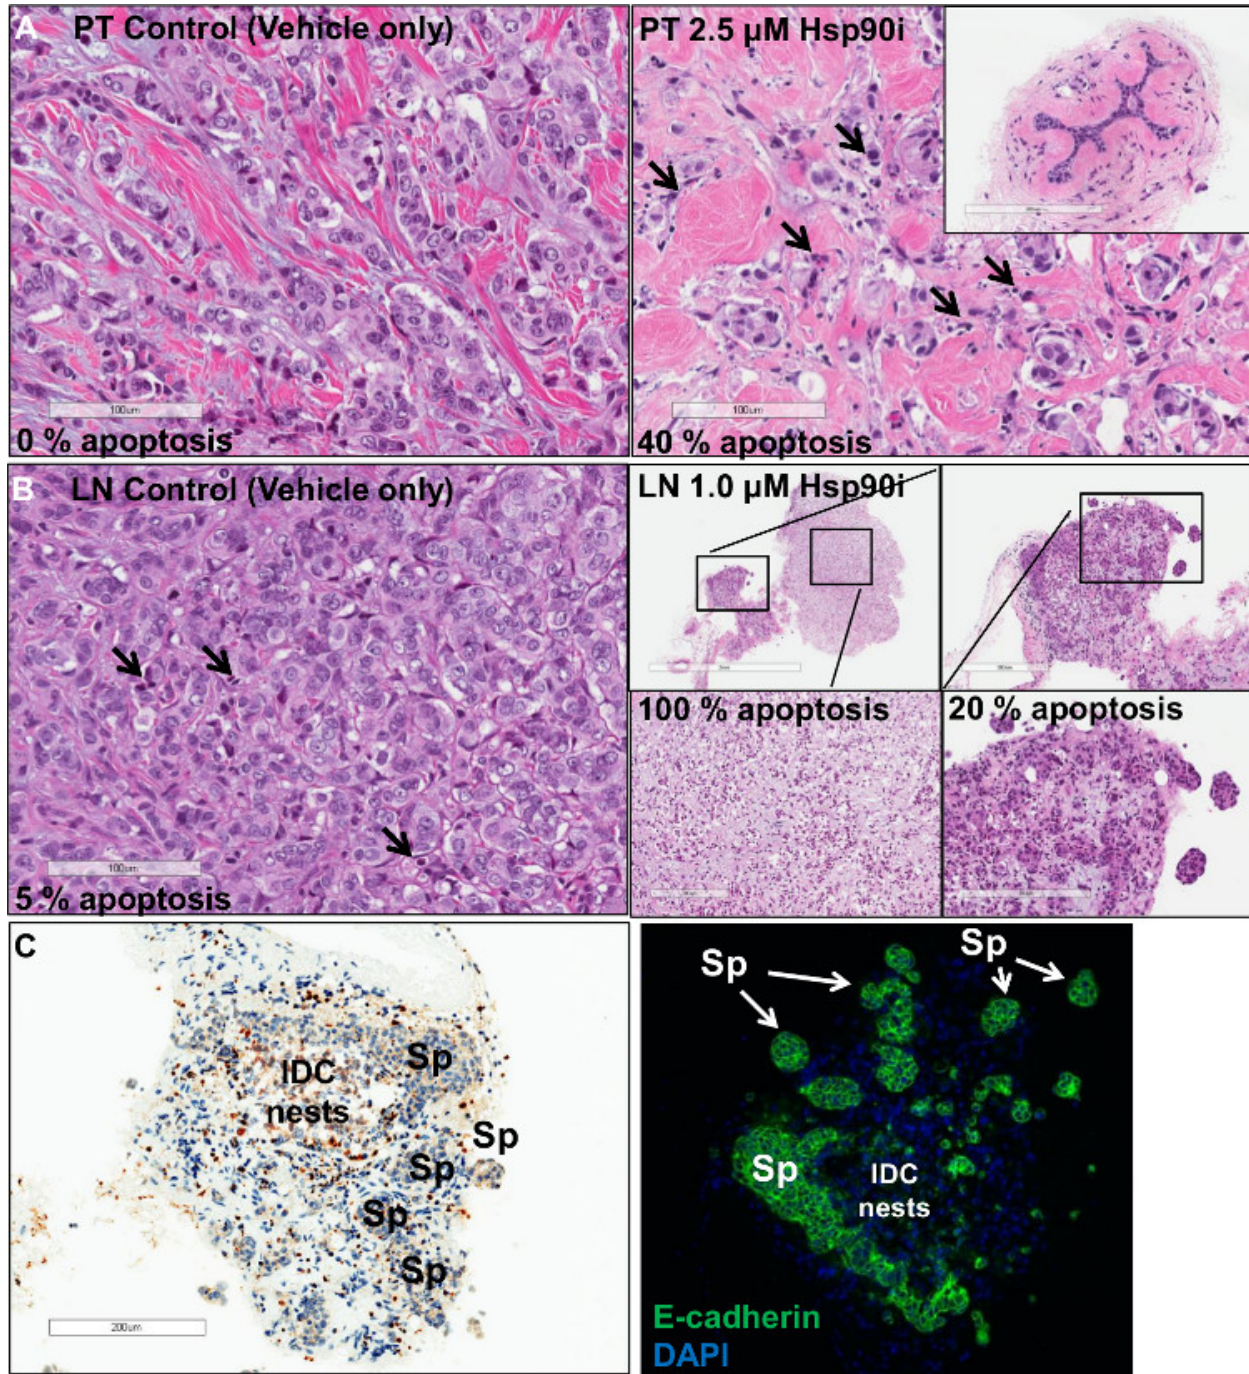 A PT Control (Vehicle only)
100um
0 % apoptosis
PT 2.5 µM Hsp90i
100um
40 % apoptosis
B LN Control (Vehicle only)
100um
5 % apoptosis
LN 1.0 µM Hsp90i
100 % apoptosis
20 % apoptosis
C
IDC
nests
Sp
Sp
Sp
Sp
Sp
200um
Sp
Sp
Sp
IDC
nests
E-cadherin
DAPI